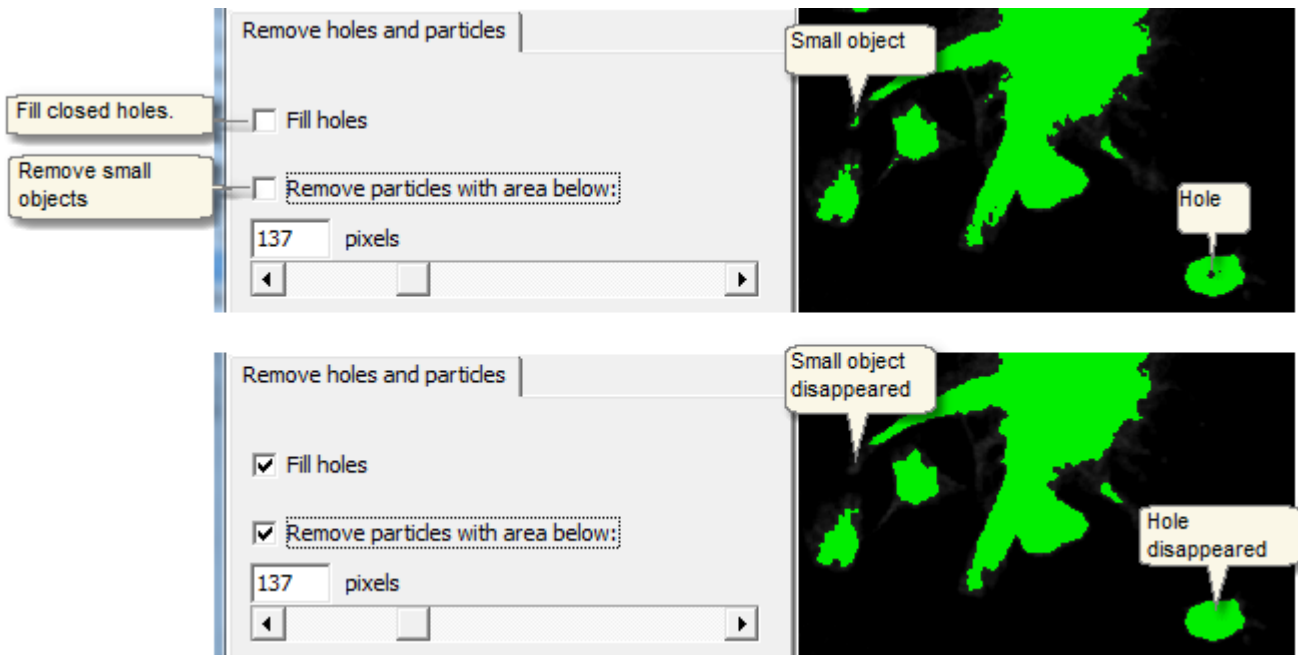 Remove holes and particles
Small object
Fill closed holes.
Fill holes
Remove small
objects
Remove particles with area below:
Hole
137 pixels
Remove holes and particles
Small object
disappeared
Fill holes
Remove particles with area below:
Hole
disappeared
137 pixels